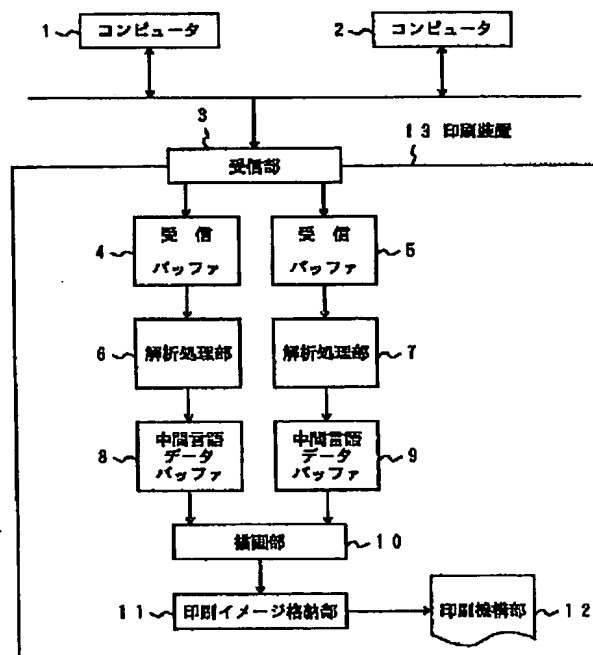 1 コンピュータ
2 コンピュータ
3
13 印刷装置
受信部
4 受 信
バッファ
受 信 5
バッファ
6 解析処理部
解析処理部 7
中間言語
8 データ
バッファ
中間言語
データ 9
バッファ
描画部 10
11 印刷イメージ格納部
印刷機構部 12